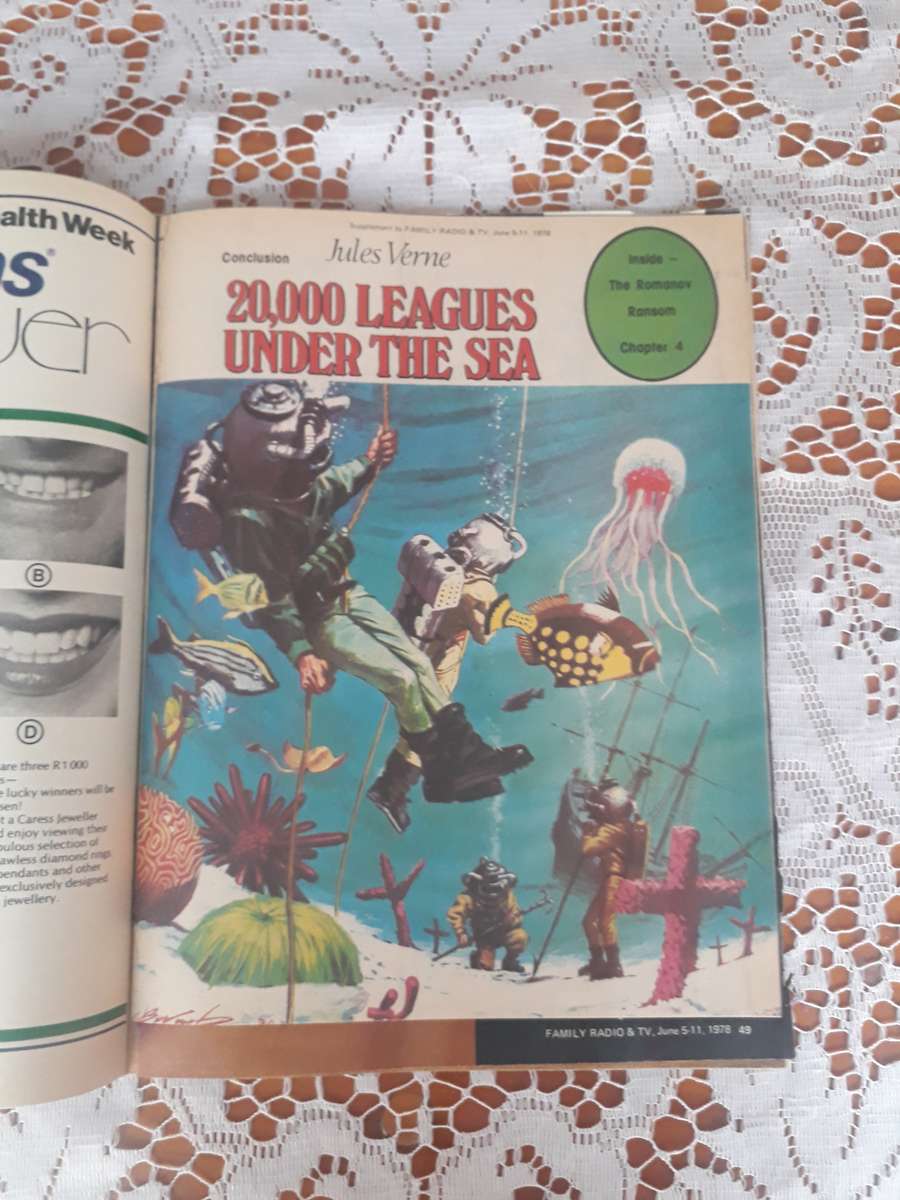 alth Week
s®
uer
B
D
are three R1000
s—
e lucky winners will be
sen!
t a Caress Jeweller
d enjoy viewing their
bulous selection of
lawless diamond rings
pendants and other
exclusively designed
jewellery.
Supplement to FAMILY RADIO & TV, June 5-11, 1978
Conclusion
Jules Verne
20,000 LEAGUES
UNDER THE SEA
Inside –
The Romanov
Ransom
Chapter 4
FAMILY RADIO & TV, June 5-11, 1978 49